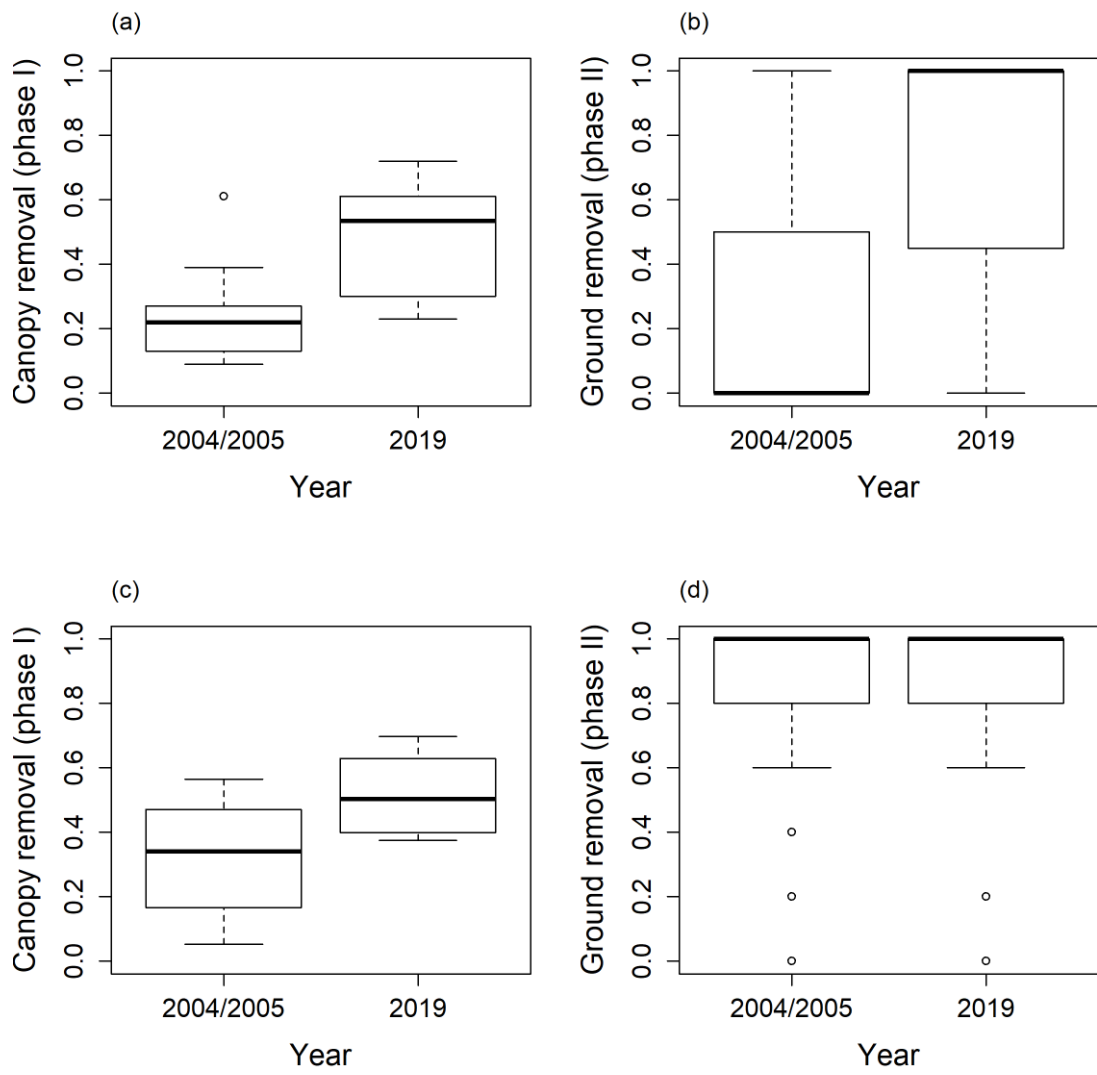 (a)
Canopy removal (phase I)
0.0 0.2 0.4 0.6 0.8 1.0
2004/2005 2019
Year
(b)
Ground removal (phase II)
0.0 0.2 0.4 0.6 0.8 1.0
2004/2005 2019
Year
(c)
Canopy removal (phase I)
0.0 0.2 0.4 0.6 0.8 1.0
2004/2005 2019
Year
(d)
Ground removal (phase III)
0.0 0.2 0.4 0.6 0.8 1.0
2004/2005 2019
Year